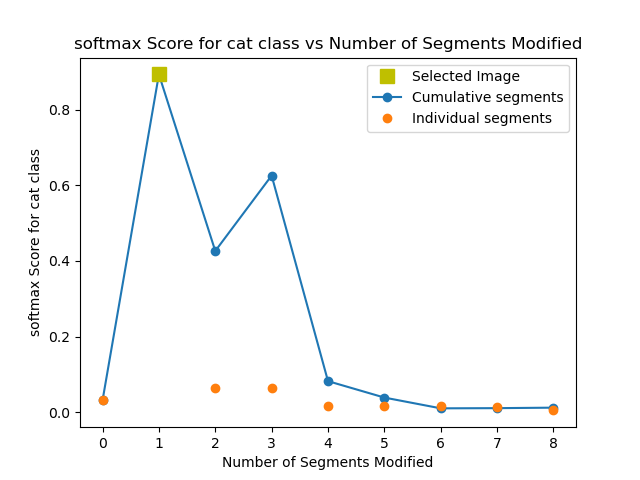 softmax Score for cat class vs Number of Segments Modified
Selected Image
Cumulative segments
Individual segments
softmax Score for cat class
0.8
0.6
0.4
0.2
0.0
0 1 2 3 4 5 6 7 8
Number of Segments Modified